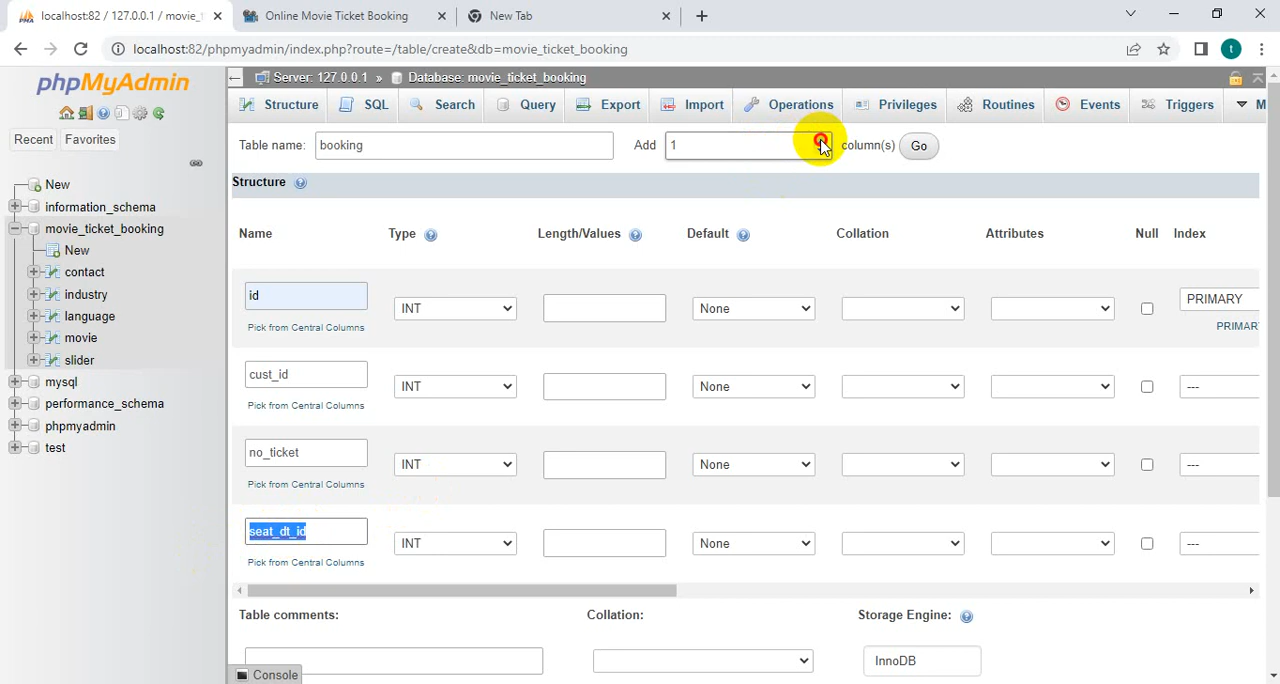 localhost:82 / 127.0.0.1 / movie_
Online Movie Ticket Booking
New Tab
localhost:82/phpmyadmin/index.php?route=/table/create&db=movie_ticket_booking
t
phpMyAdmin
Recent
Favorites
New
information_schema
movie_ticket_booking
New
contact
industry
language
movie
slider
mysql
performance_schema
phpmyadmin
test
Server: 127.0.0.1 » Database: movie_ticket_booking
Structure
SQL
Search
Query
Export
Import
Operations
Privileges
Routines
Events
Triggers
M
Table name:
booking
Add
1
column(s)
Go
Structure
Name
Type
Length/Values
Default
Collation
Attributes
Null
Index
id
INT
None
PRIMARY
Pick from Central Columns
PRIMAR
cust_id
INT
None
---
Pick from Central Columns
no_ticket
INT
None
---
Pick from Central Columns
seat_dt_id
INT
None
---
Pick from Central Columns
Table comments:
Collation:
Storage Engine:
InnoDB
Console